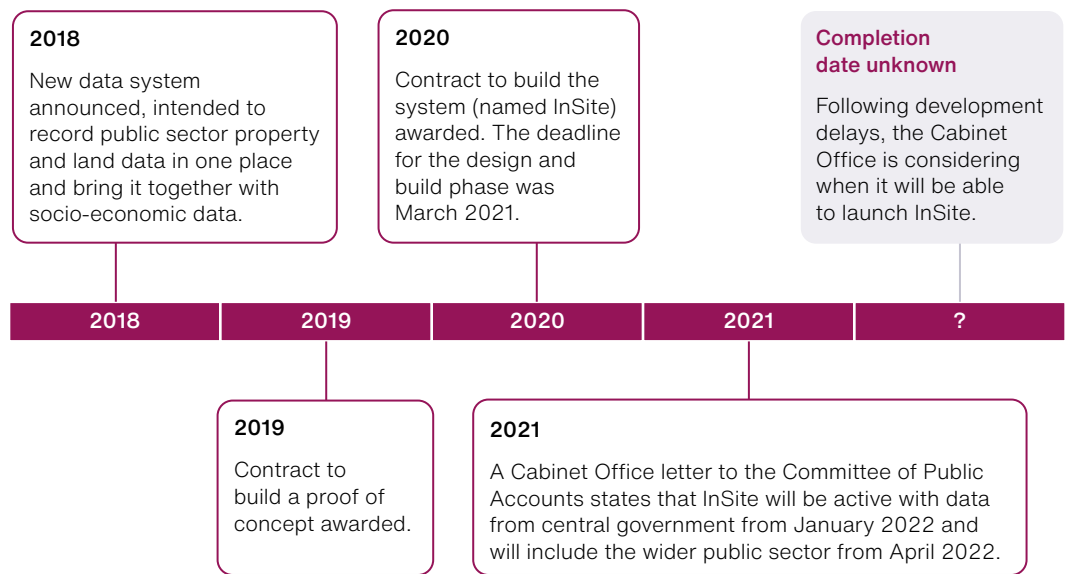 2018
New data system
announced, intended to
record public sector property
and land data in one place
and bring it together with
socio-economic data.
2020
Contract to build the
system (named InSite)
awarded. The deadline
for the design and
build phase was
March 2021.
Completion
date unknown
Following development
delays, the Cabinet
Office is considering
when it will be able
to launch InSite.
2018
2019
2020
2021
?
2019
Contract to
build a proof of
concept awarded.
2021
A Cabinet Office letter to the Committee of Public
Accounts states that InSite will be active with data
from central government from January 2022 and
will include the wider public sector from April 2022.